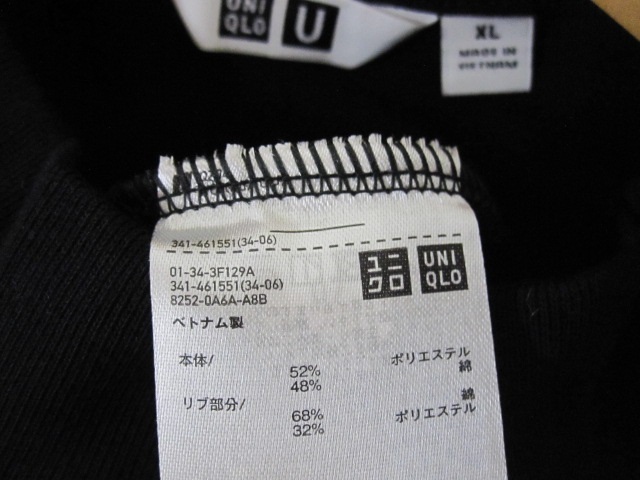 UNI
QLO
U
XL
MADE IN
VIETNAM
341-461551(34-06)
01-34-3F129A
341-461551(34-06)
8252-0A6A-A8B
ユニ
クロ
UNI
QLO
ベトナム製
本体/
52% ポリエステル
48% 綿
リブ部分/
68% 綿
32% ポリエステル